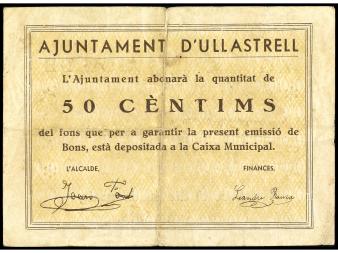 AJUNTAMENT D'ULLASTRELL
L'Ajuntament abonarà la quantitat de
50 CÈNTIMS
del fons que per a garantir la present emissió de
Bons, està depositada a la Caixa Municipal.
L'ALCALDE, FINANCES,